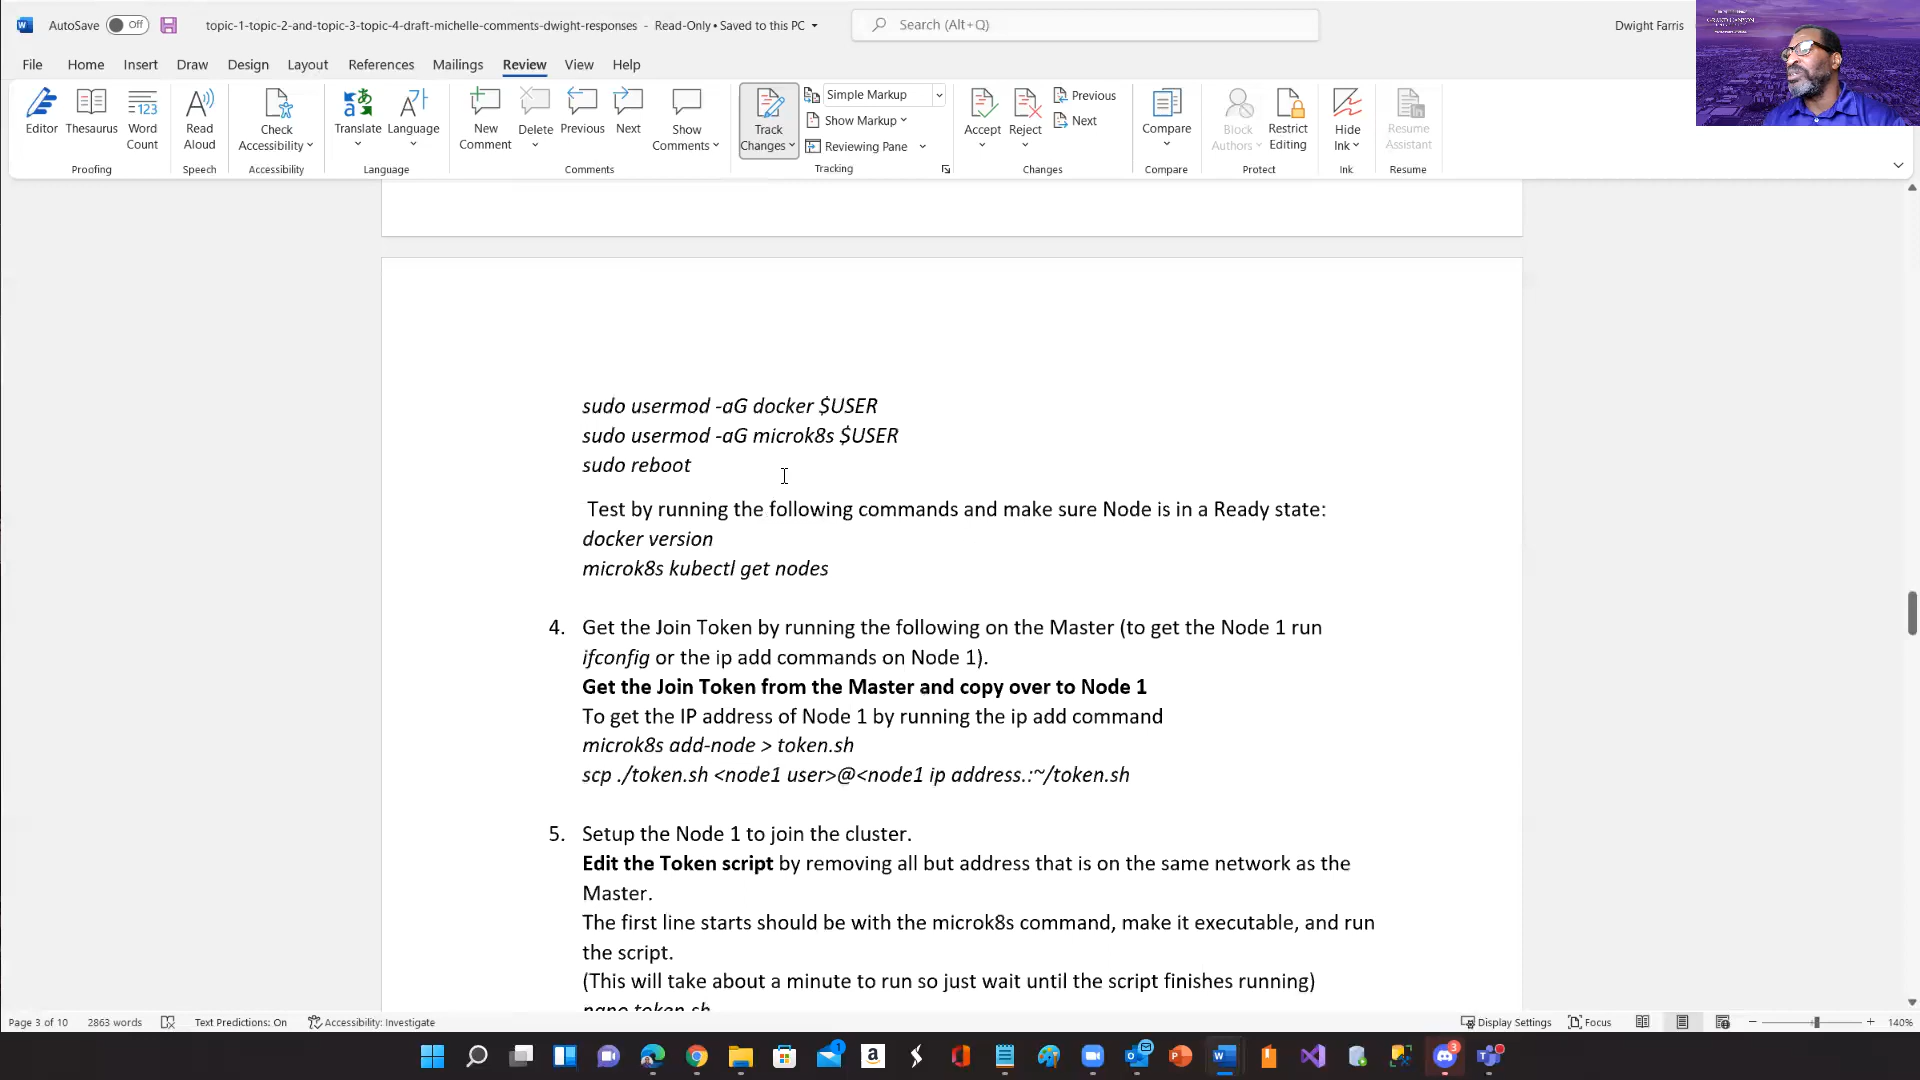 AutoSave Off topic-1-topic-2-and-topic-3-topic-4-draft-michelle-comments-dwight-responses - Read-Only • Saved to this PC Search (Alt+Q) Dwight Farris
GRAND CANYON
File Home Insert Draw Design Layout References Mailings Review View Help
Editor Thesaurus Word Count
Read Aloud
Check Accessibility
Translate Language
New Comment Delete Previous Next Show Comments
Track Changes Simple Markup
Show Markup
Reviewing Pane
Accept Reject Previous
Next
Compare
Block Authors Restrict Editing
Hide Ink
Resume Assistant
Proofing Speech Accessibility Language Comments Tracking Changes Compare Protect Ink Resume
sudo usermod -aG docker $USER
sudo usermod -aG microk8s $USER
sudo reboot
Test by running the following commands and make sure Node is in a Ready state:
docker version
microk8s kubectl get nodes
4. Get the Join Token by running the following on the Master (to get the Node 1 run
ifconfig or the ip add commands on Node 1).
Get the Join Token from the Master and copy over to Node 1
To get the IP address of Node 1 by running the ip add command
microk8s add-node > token.sh
scp ./token.sh <node1 user>@<node1 ip address.:~/token.sh
5. Setup the Node 1 to join the cluster.
Edit the Token script by removing all but address that is on the same network as the
Master.
The first line starts should be with the microk8s command, make it executable, and run
the script.
(This will take about a minute to run so just wait until the script finishes running)
nano token.sh
Page 3 of 10 2863 words Text Predictions: On Accessibility: Investigate Display Settings Focus 140%